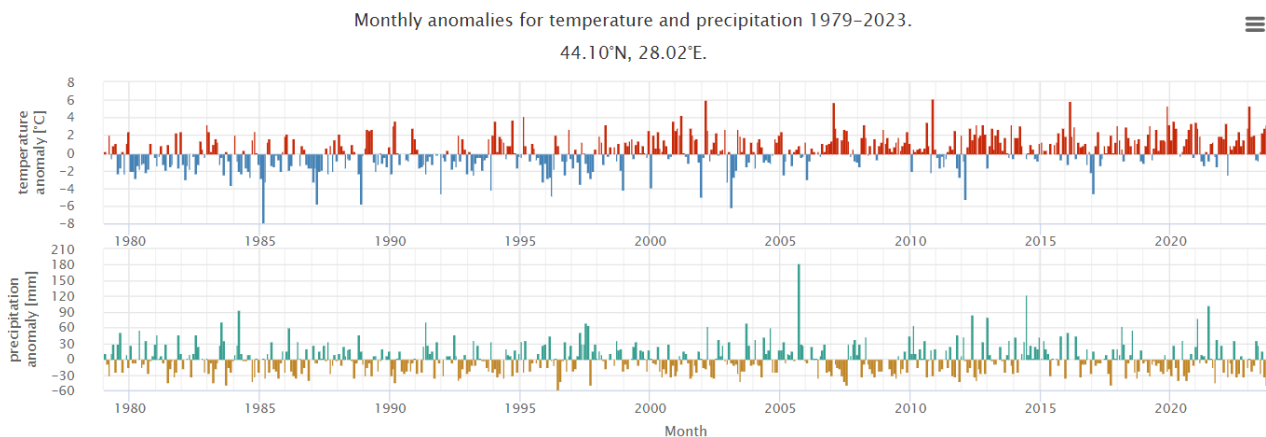 Monthly anomalies for temperature and precipitation 1979-2023.
44.10°N, 28.02°E.
temperature
anomaly [°C]
8
6
4
2
0
-2
-4
-6
-8
1980 1985 1990 1995 2000 2005 2010 2015 2020
precipitation
anomaly [mm]
210
180
150
120
90
60
30
0
-30
-60
1980 1985 1990 1995 2000 2005 2010 2015 2020
Month